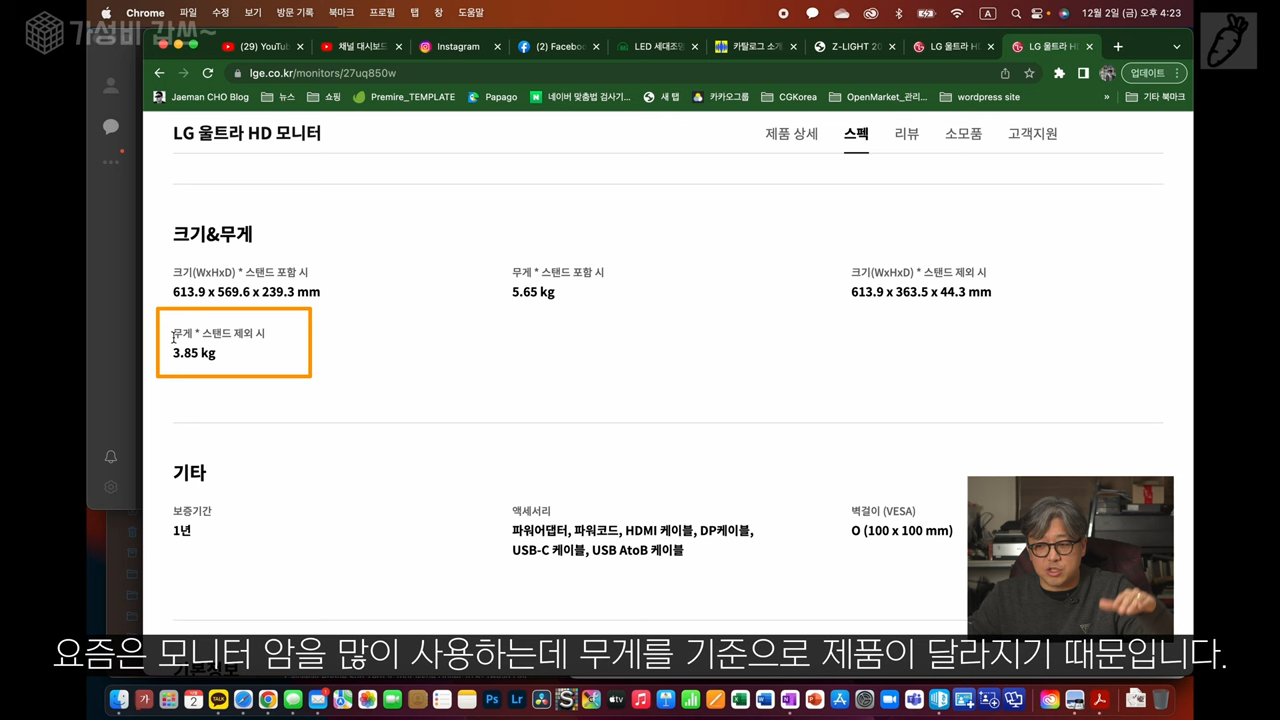 가성비 갑쓰~
Chrome 파일 수정 보기 방문 기록 북마크 프로필 탭 창 도움말
A 12월 2일 (금) 오후 4:23
(29) YouTub
채널 대시보드
Instagram
(2) Facebo
LED 세대조명
카탈로그 소개
Z-LIGHT 20
LG 울트라 H
LG 울트라 H
lge.co.kr/monitors/27uq850w
업데이트
Jaeman CHO Blog 뉴스 쇼핑 Premire_TEMPLATE Papago 네이버 맞춤법 검사기... 새 탭 카카오그룹 CGKorea OpenMarket_관리... wordpress site » 기타 북마크
LG 울트라 HD 모니터
제품 상세 스펙 리뷰 소모품 고객지원
크기&무게
크기(WxHxD) * 스탠드 포함 시
613.9 x 569.6 x 239.3 mm
무게 * 스탠드 포함 시
5.65 kg
크기(WxHxD) * 스탠드 제외 시
613.9 x 363.5 x 44.3 mm
무게 * 스탠드 제외 시
3.85 kg
기타
보증기간
1년
액세서리
파워어댑터, 파워코드, HDMI 케이블, DP케이블,
USB-C 케이블, USB AtoB 케이블
벽걸이 (VESA)
O (100 x 100 mm)
요즘은 모니터 암을 많이 사용하는데 무게를 기준으로 제품이 달라지기 때문입니다.